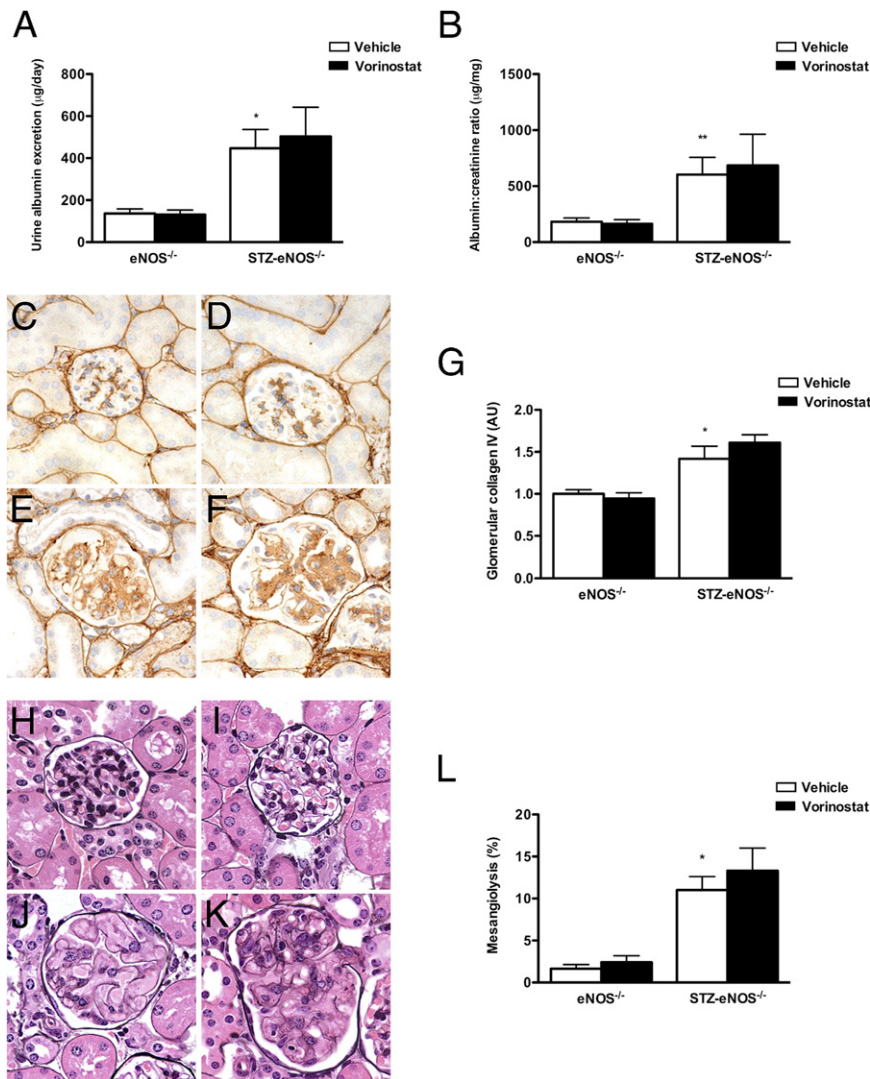 A
Vehicle
Vorinostat
Urine albumin excretion (μg/day)
800
600
400
200
0
*
eNOS-/-
STZ-eNOS-/-
B
Vehicle
Vorinostat
Albumin:creatinine ratio (μg/mg)
1500
1000
500
0
**
eNOS-/-
STZ-eNOS-/-
C
D
E
F
G
Vehicle
Vorinostat
Glomerular collagen IV (AU)
2.0
1.5
1.0
0.5
0.0
*
eNOS-/-
STZ-eNOS-/-
H
I
J
K
L
Vehicle
Vorinostat
Mesangiolysis (%)
20
15
10
5
0
*
eNOS-/-
STZ-eNOS-/-